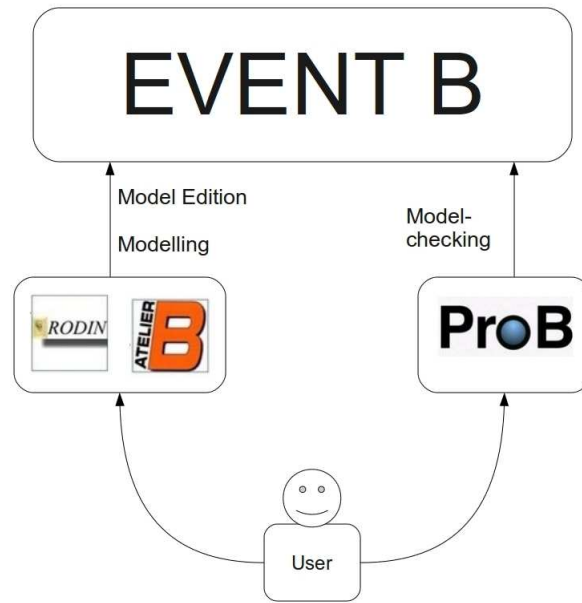 EVENT B
Model Edition
Modelling
Model-
checking
RODIN
ATELIER
B
ProB
User